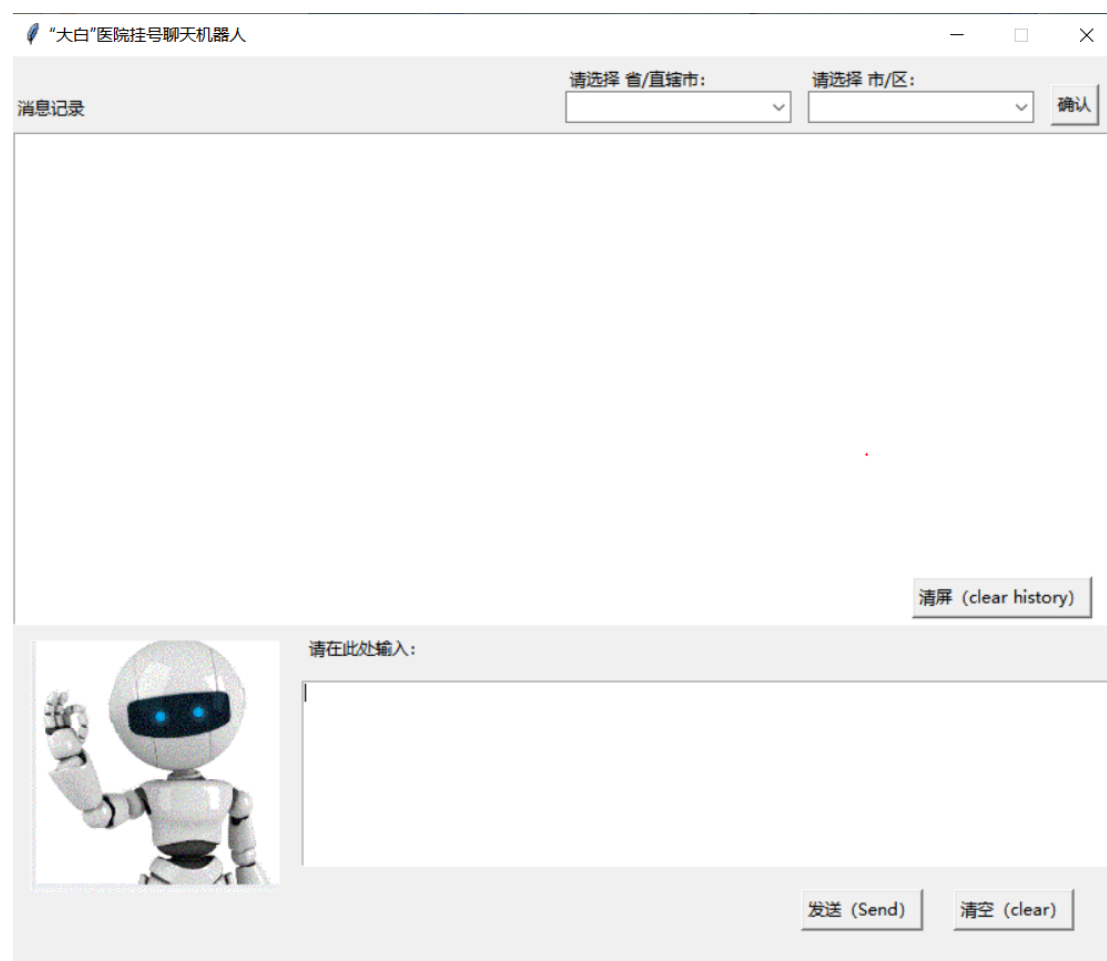 “大白”医院挂号聊天机器人
请选择 省/直辖市：
请选择 市/区：
消息记录
确认
清屏（clear history）
请在此处输入：
发送（Send）
清空（clear）